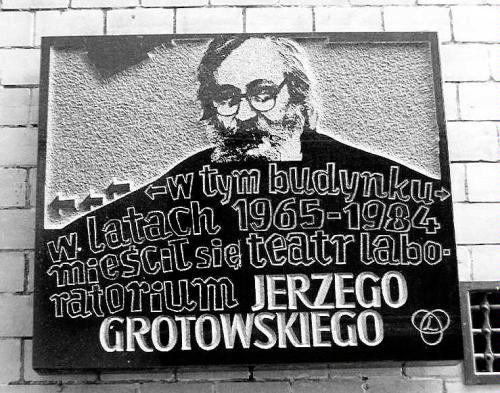 w tym budynku
w latach 1965-1984
mieścił się teatr labo-
ratorium JERZEGO
GROTOWSKIEGO